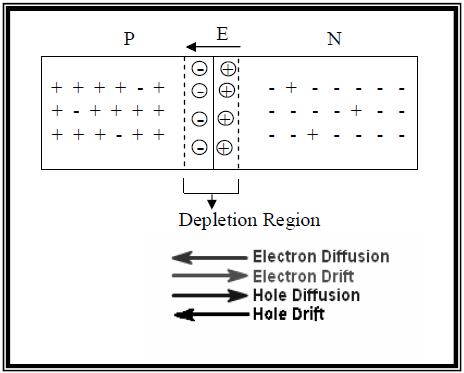 P E N
- +
+ + + + - + - + - - - - -
- +
+ - + + + + - - - - + - -
- +
+ + + - + + - - + - - - -
- +
Depletion Region
Electron Diffusion
Electron Drift
Hole Diffusion
Hole Drift